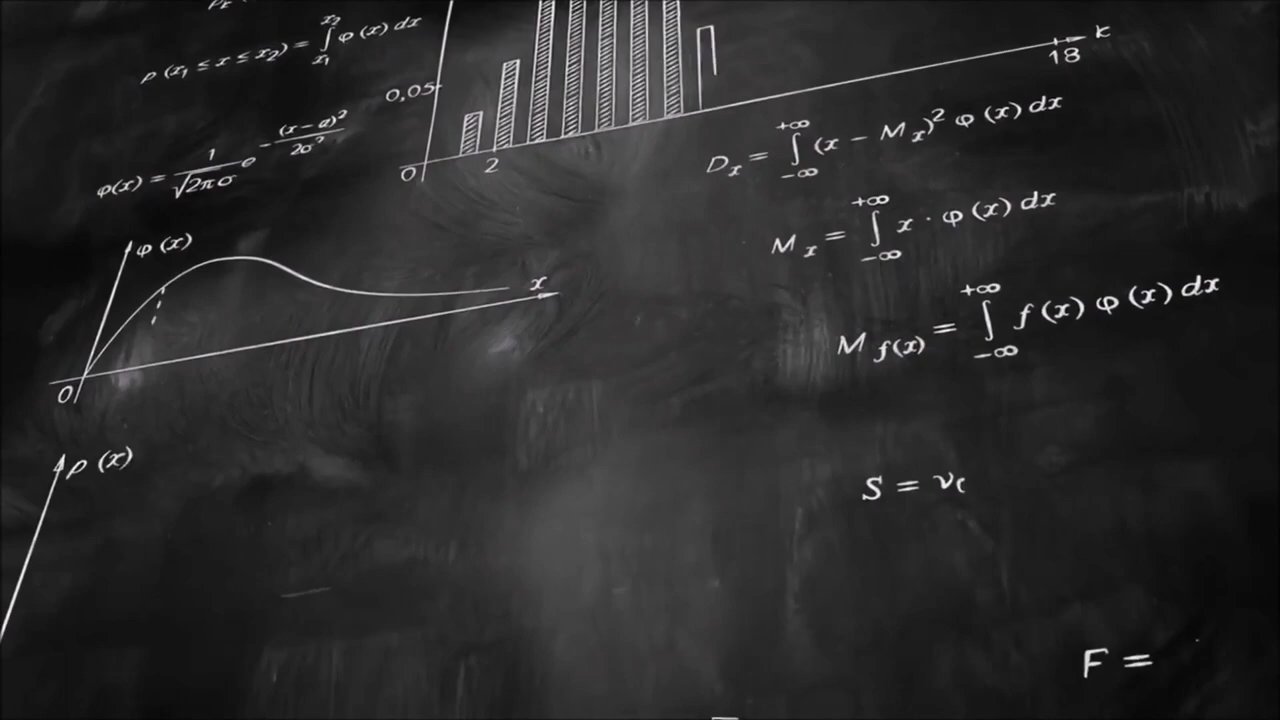 p (x₁ ≤ x ≤ x₂) = ∫_{x₁}^{x₂} φ (x) dx
φ(x) = 1/(√2πσ) e^{-(x-a)²/2σ²}
0,05
0
2
18
k
D_x = ∫_{-∞}^{+∞} (x - M_x)² φ (x) dx
M_x = ∫_{-∞}^{+∞} x · φ (x) dx
M_{f(x)} = ∫_{-∞}^{+∞} f (x) φ (x) dx
φ (x)
x
0
p (x)
S =
F =